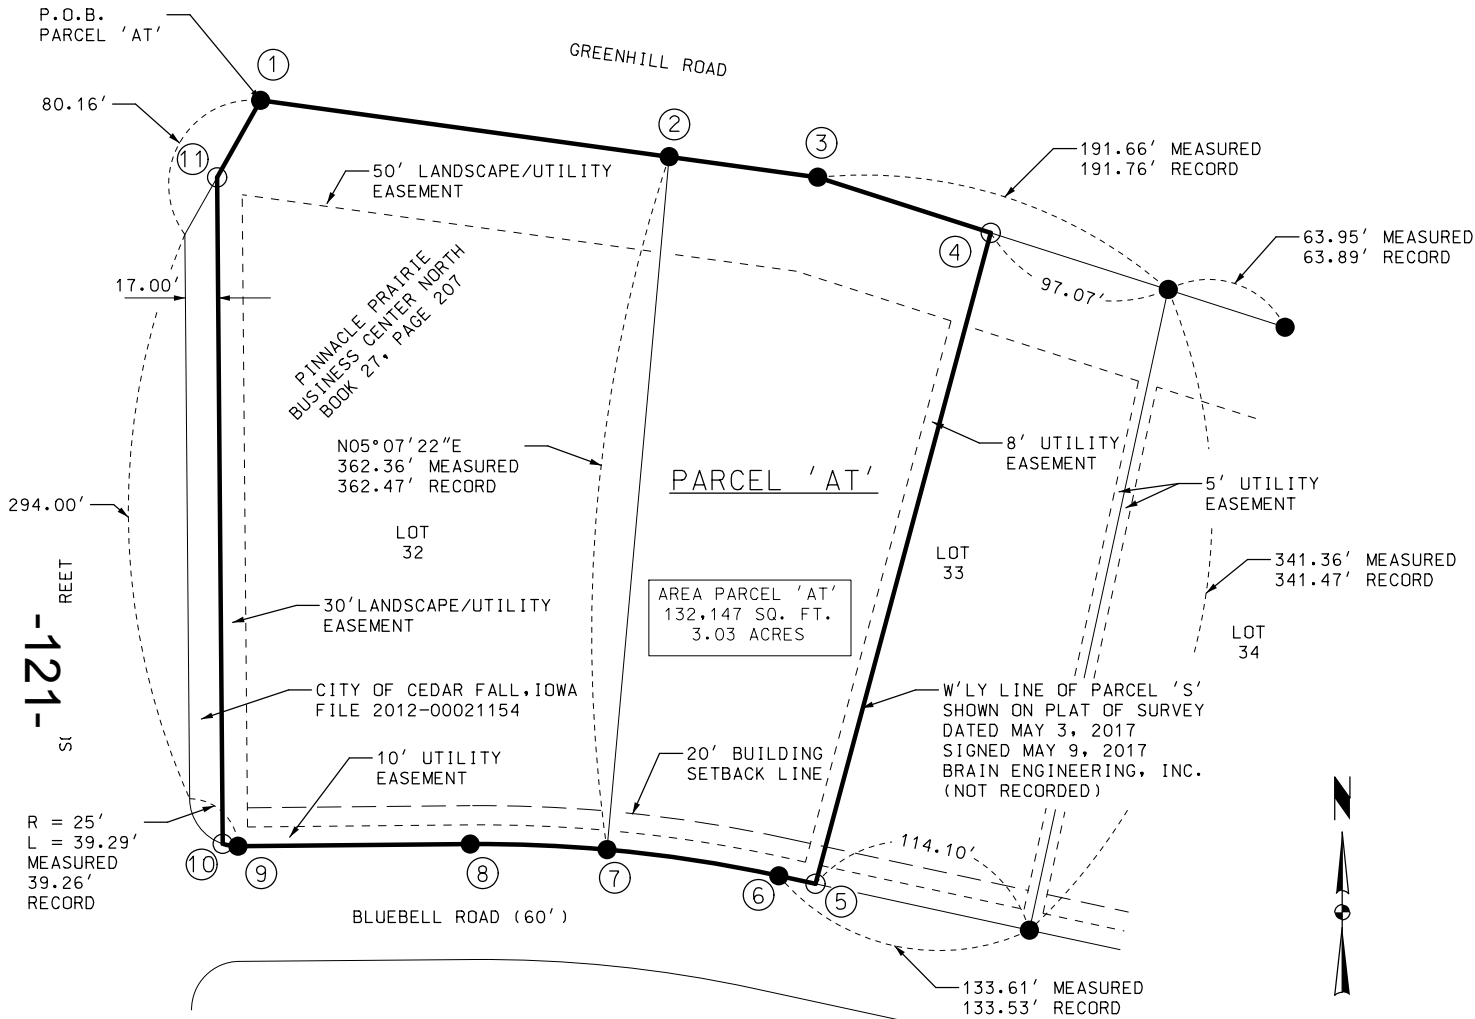 P.O.B.
PARCEL 'AT'
1
GREENHILL ROAD
80.16'
2
3
191.66' MEASURED
191.76' RECORD
11
50' LANDSCAPE/UTILITY
EASEMENT
4
63.95' MEASURED
63.89' RECORD
17.00'
97.07'
PINNACLE PRAIRIE
BUSINESS CENTER NORTH
BOOK 27, PAGE 207
N05°07'22"E
362.36' MEASURED
362.47' RECORD
8' UTILITY
EASEMENT
PARCEL 'AT'
5' UTILITY
EASEMENT
294.00'
LOT
32
LOT
33
341.36' MEASURED
341.47' RECORD
REET
-121-
AREA PARCEL 'AT'
132,147 SQ. FT.
3.03 ACRES
30'LANDSCAPE/UTILITY
EASEMENT
LOT
34
CITY OF CEDAR FALL,IOWA
FILE 2012-00021154
W'LY LINE OF PARCEL 'S'
SHOWN ON PLAT OF SURVEY
DATED MAY 3, 2017
SIGNED MAY 9, 2017
BRAIN ENGINEERING, INC.
(NOT RECORDED)
10' UTILITY
EASEMENT
20' BUILDING
SETBACK LINE
N
R = 25'
L = 39.29'
MEASURED
39.26'
RECORD
10
9
8
7
6
5
114.10'
BLUEBELL ROAD (60')
133.61' MEASURED
133.53' RECORD